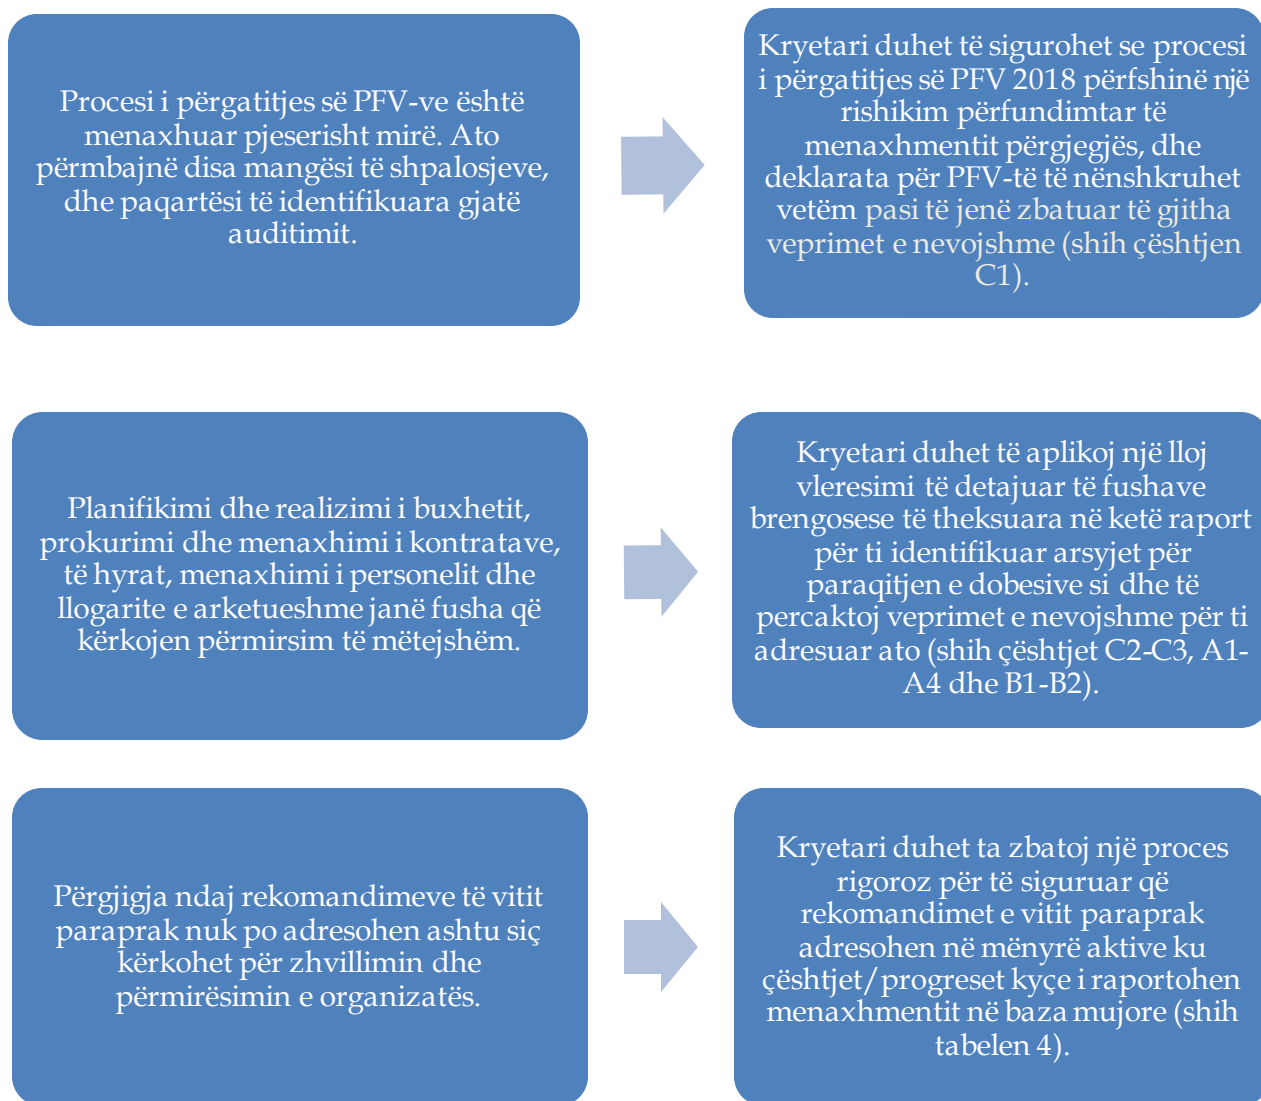 Procesi i përgatitjes së PFV-ve është
menaxhuar pjeserisht mirë. Ato
përmbajnë disa mangësi të shpalosjeve,
dhe paqartësi të identifikuara gjatë
auditimit.
Kryetari duhet të sigurohet se procesi
i përgatitjes së PFV 2018 përfshinë një
rishikim përfundimtar të
menaxhmentit përgjegjës, dhe
deklarata për PFV-të të nënshkruhet
vetëm pasi të jenë zbatuar të gjitha
veprimet e nevojshme (shih çështjen
C1).
Planifikimi dhe realizimi i buxhetit,
prokurimi dhe menaxhimi i kontratave,
të hyrat, menaxhimi i personelit dhe
llogarite e arketueshme janë fusha që
kërkojen përmirsim të mëtejshëm.
Kryetari duhet të aplikoj një lloj
vleresimi të detajuar të fushave
brengosese të theksuara në ketë raport
për ti identifikuar arsyjet për
paraqitjen e dobesive si dhe të
percaktoj veprimet e nevojshme për ti
adresuar ato (shih çështjet C2-C3, A1-
A4 dhe B1-B2).
Përgjigja ndaj rekomandimeve të vitit
paraprak nuk po adresohen ashtu siç
kërkohet për zhvillimin dhe
përmirësimin e organizatës.
Kryetari duhet ta zbatoj një proces
rigoroz për të siguruar që
rekomandimet e vitit paraprak
adresohen në mënyrë aktive ku
çështjet/progreset kyçe i raportohen
menaxhmentit në baza mujore (shih
tabelen 4).